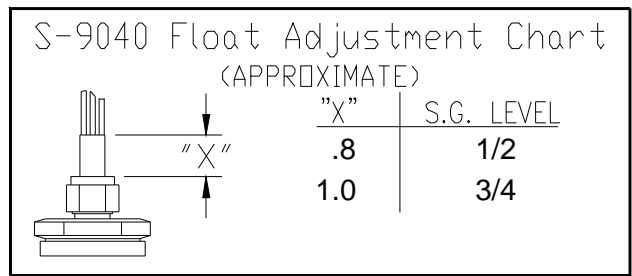 S-9040 Float Adjustment Chart
(APPROXIMATE)
"X" S.G. LEVEL
"X"
.8 1/2
1.0 3/4